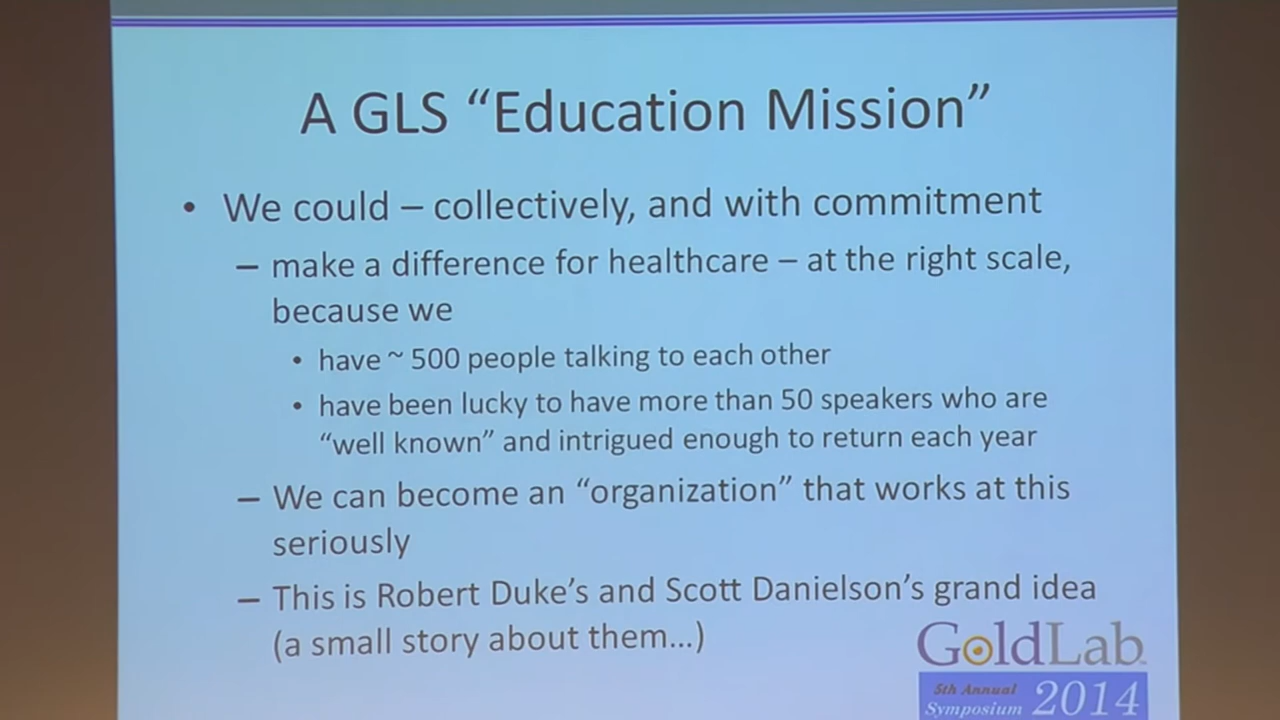 A GLS “Education Mission”
• We could – collectively, and with commitment
– make a difference for healthcare – at the right scale,
because we
• have ~ 500 people talking to each other
• have been lucky to have more than 50 speakers who are
“well known” and intrigued enough to return each year
– We can become an “organization” that works at this
seriously
– This is Robert Duke’s and Scott Danielson’s grand idea
(a small story about them...)
GoldLab
5th Annual
Symposium 2014